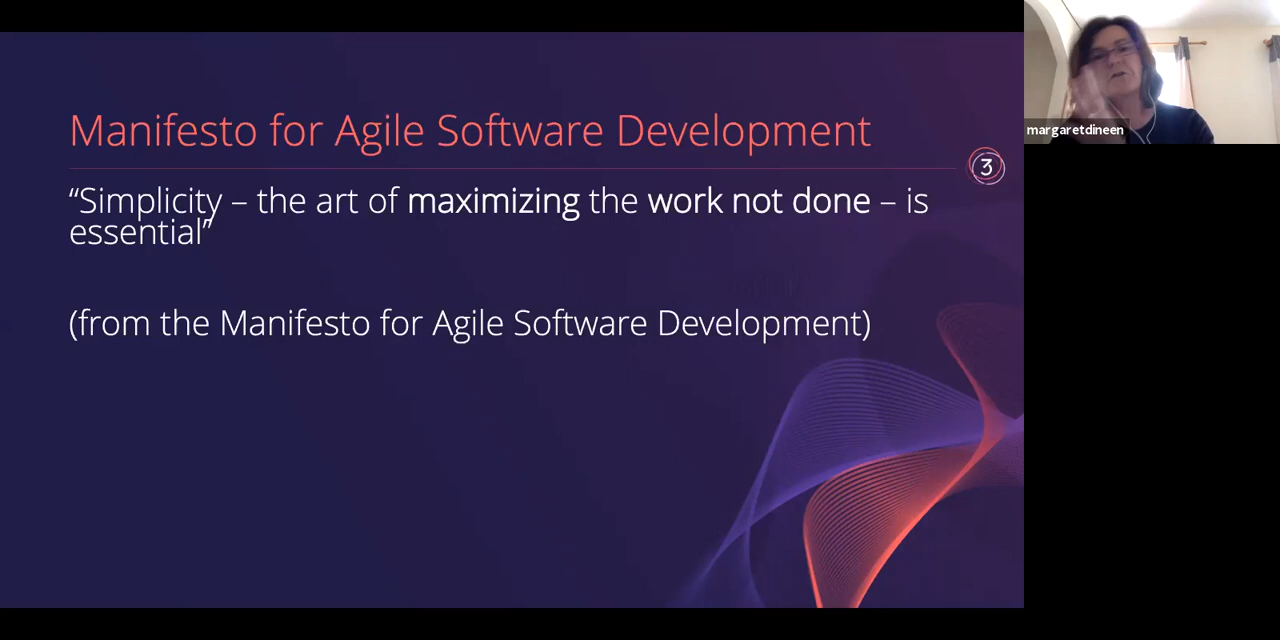 Manifesto for Agile Software Development
3
“Simplicity – the art of maximizing the work not done – is
essential”
(from the Manifesto for Agile Software Development)
margaretdineen